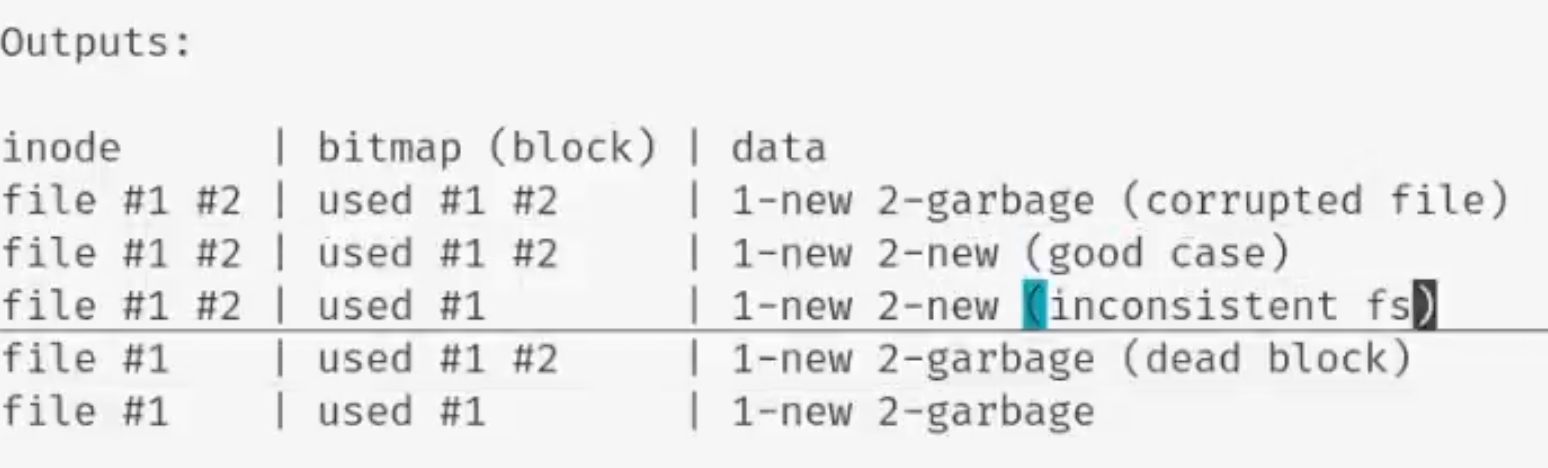 Outputs:
inode | bitmap (block) | data
file #1 #2 | used #1 #2 | 1-new 2-garbage (corrupted file)
file #1 #2 | used #1 #2 | 1-new 2-new (good case)
file #1 #2 | used #1 | 1-new 2-new (inconsistent fs)
file #1 | used #1 #2 | 1-new 2-garbage (dead block)
file #1 | used #1 | 1-new 2-garbage